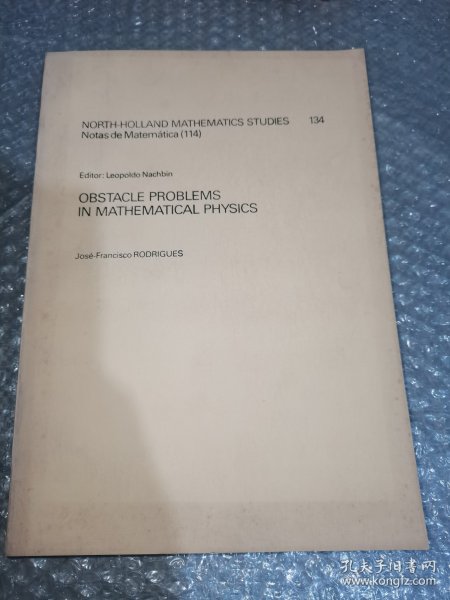 NORTH-HOLLAND MATHEMATICS STUDIES 134
Notas de Matemática (114)
Editor: Leopoldo Nachbin
OBSTACLE PROBLEMS
IN MATHEMATICAL PHYSICS
José-Francisco RODRIGUES
孔夫子旧书网
www.kongfz.com